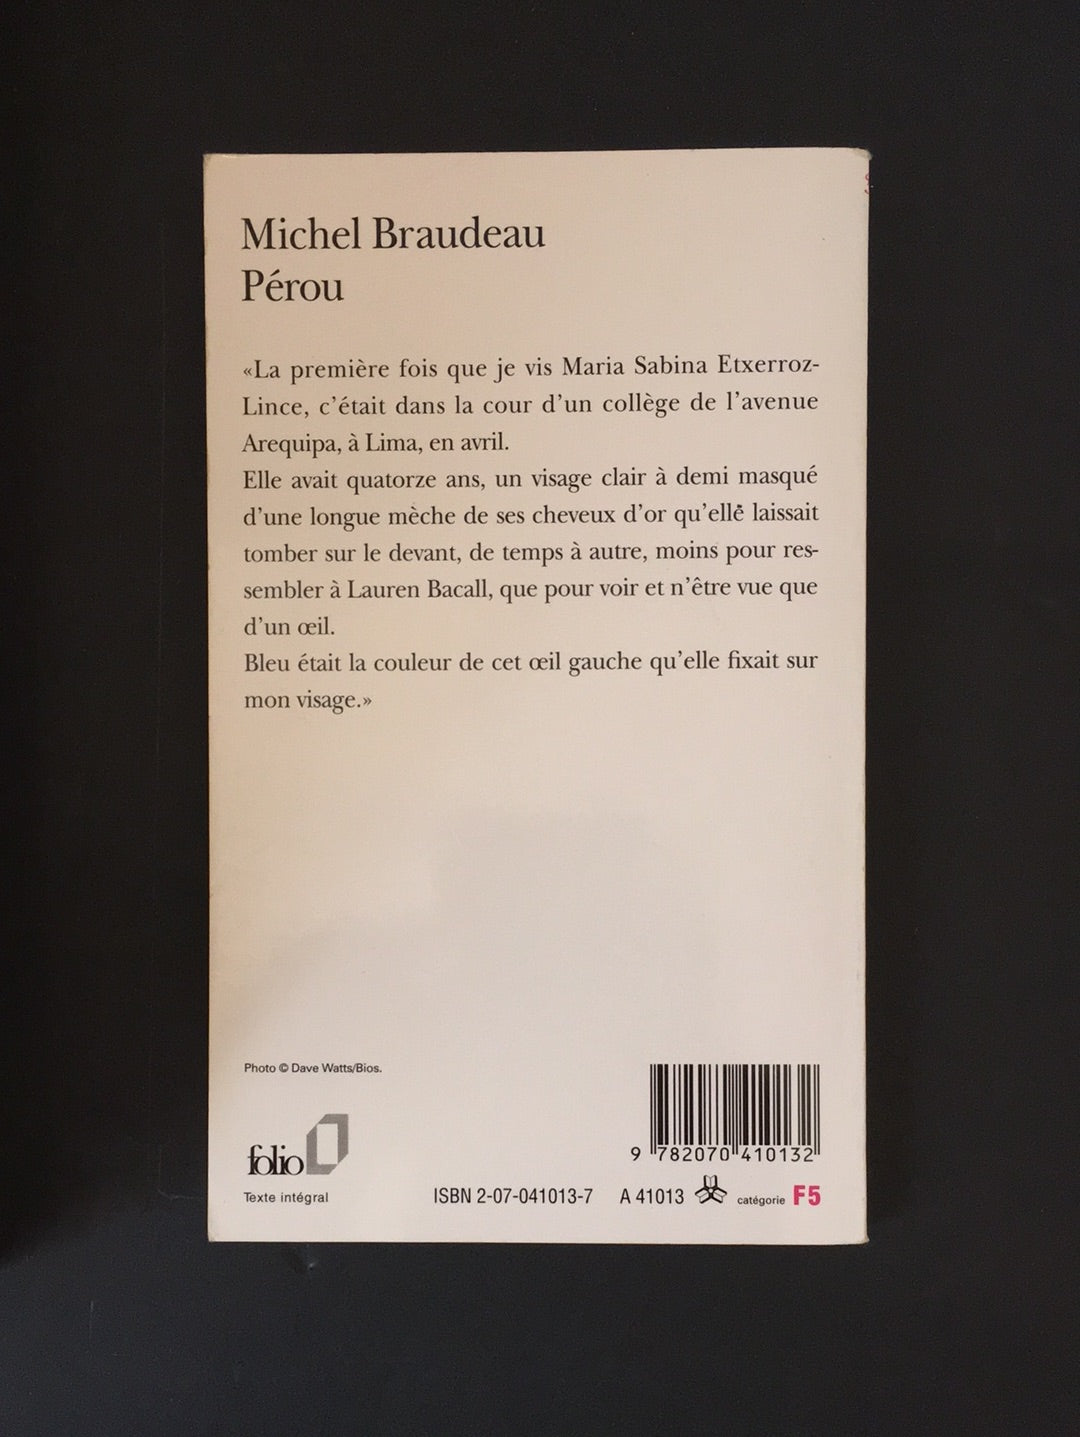 Michel Braudeau
Pérou
«La première fois que je vis Maria Sabina Etxerroz-
Lince, c'était dans la cour d'un collège de l'avenue
Arequipa, à Lima, en avril.
Elle avait quatorze ans, un visage clair à demi masqué
d'une longue mèche de ses cheveux d'or qu'elle laissait
tomber sur le devant, de temps à autre, moins pour res-
sembler à Lauren Bacall, que pour voir et n'être vue que
d'un œil.
Bleu était la couleur de cet œil gauche qu'elle fixait sur
mon visage.»
Photo © Dave Watts/Bios.
folio
Texte intégral
9 782070 410132
ISBN 2-07-041013-7 A 41013 catégorie F5